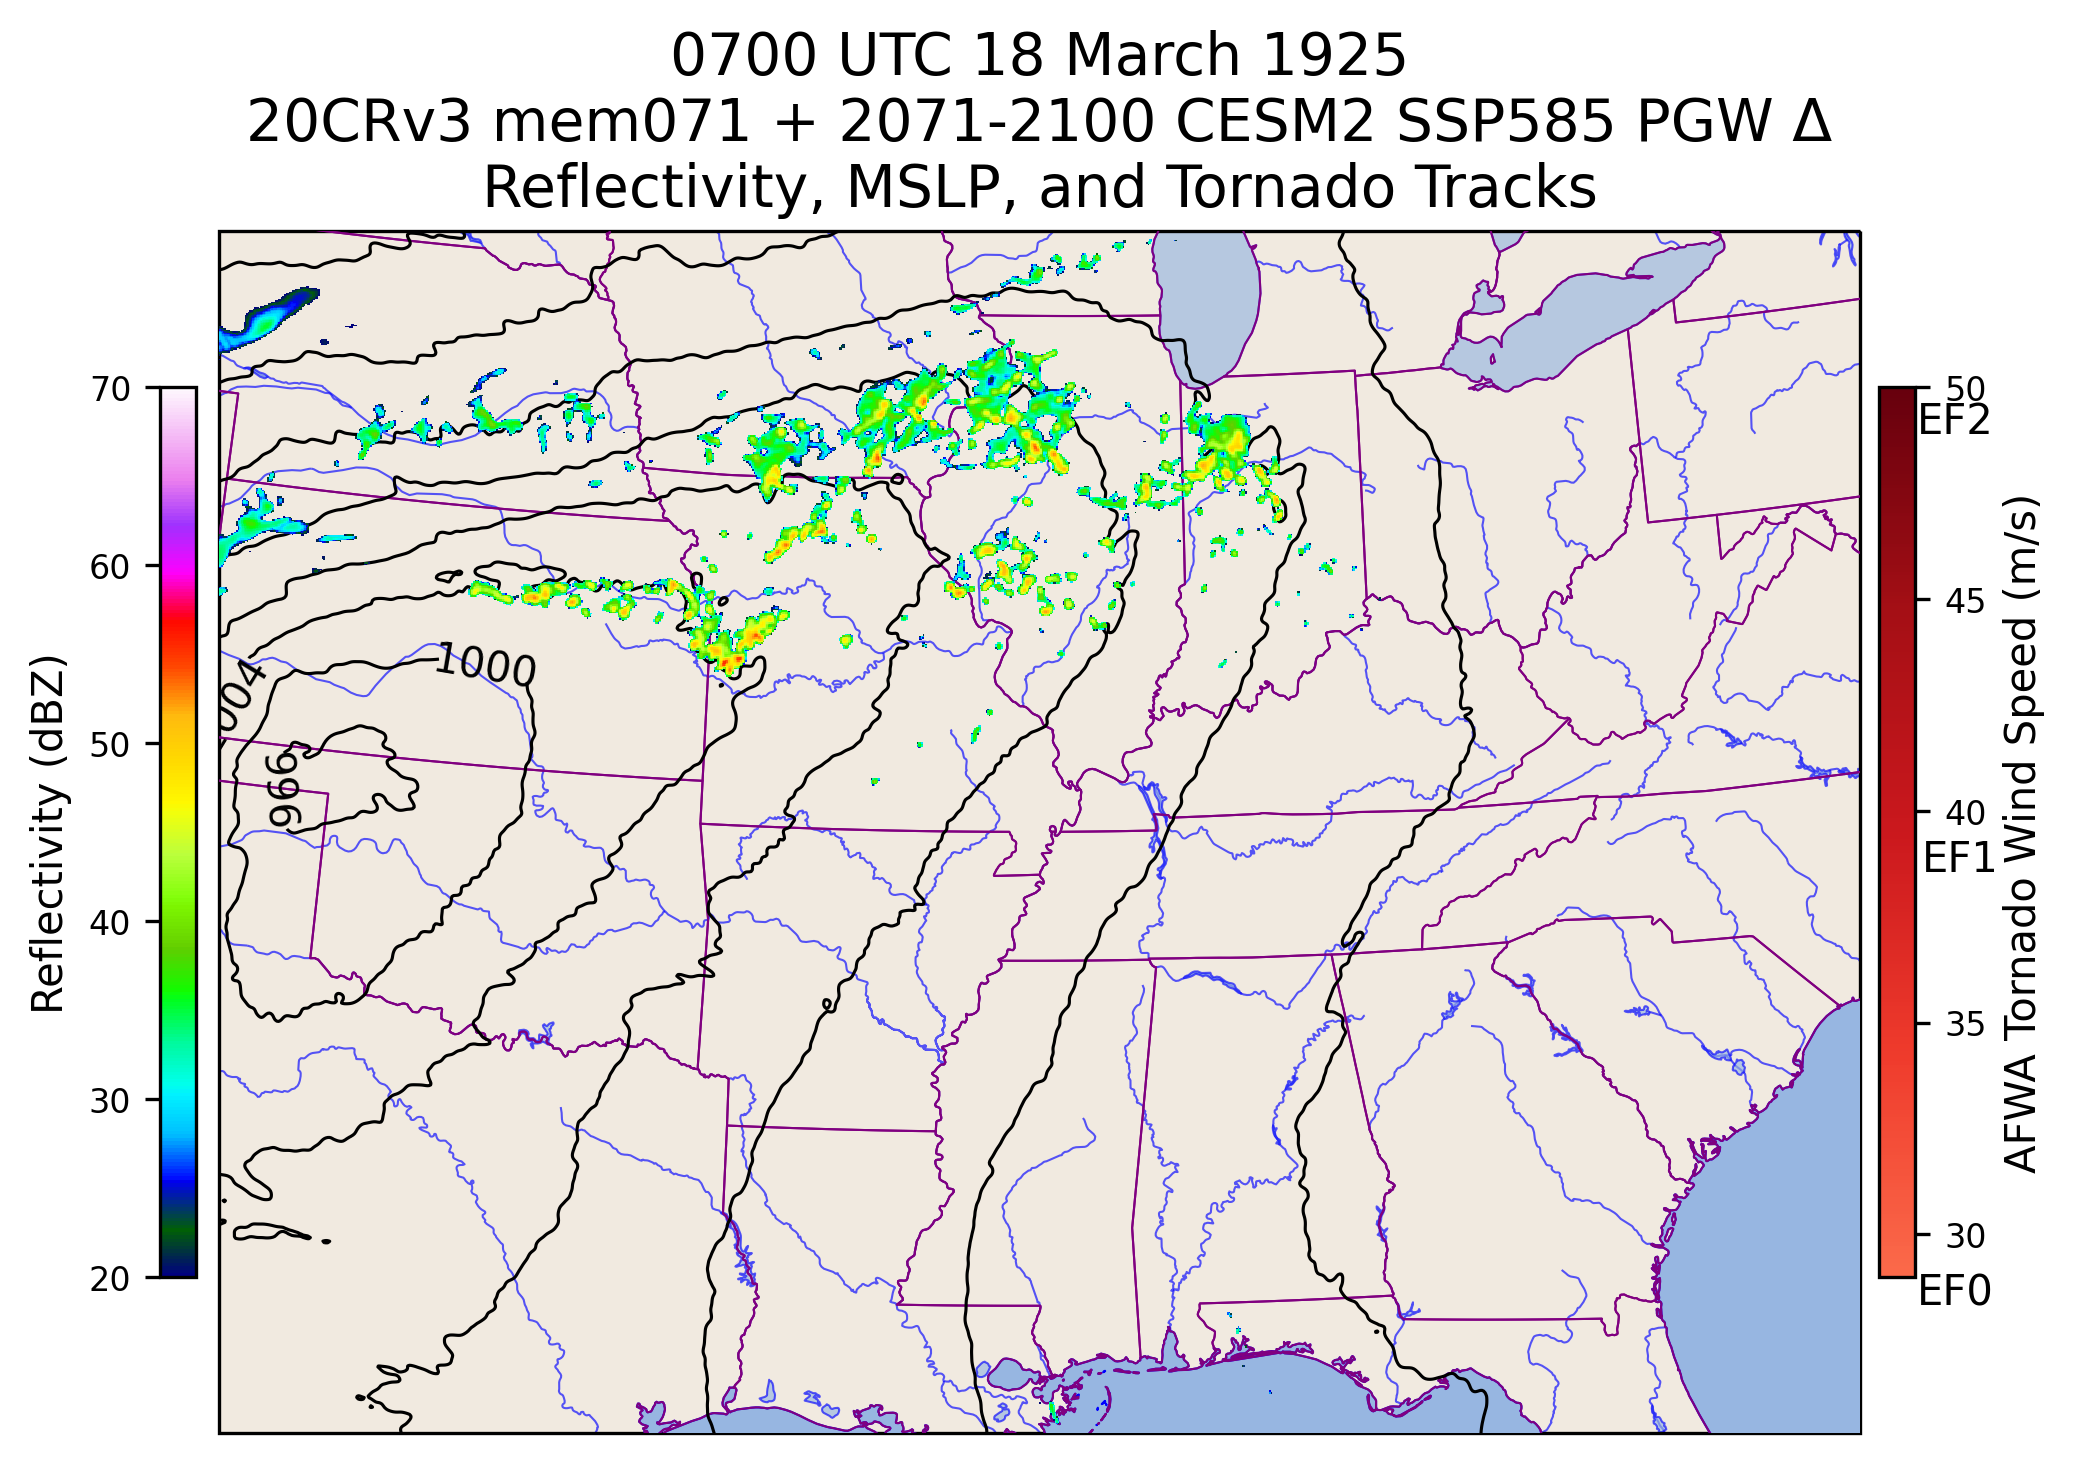 0700 UTC 18 March 1925
20CRv3 mem071 + 2071-2100 CESM2 SSP585 PGW Δ
Reflectivity, MSLP, and Tornado Tracks
70
60
50
40
30
20
Reflectivity (dBZ)
004
1000
996
50
EF2
45
40
EF1
35
30
EF0
AFWA Tornado Wind Speed (m/s)